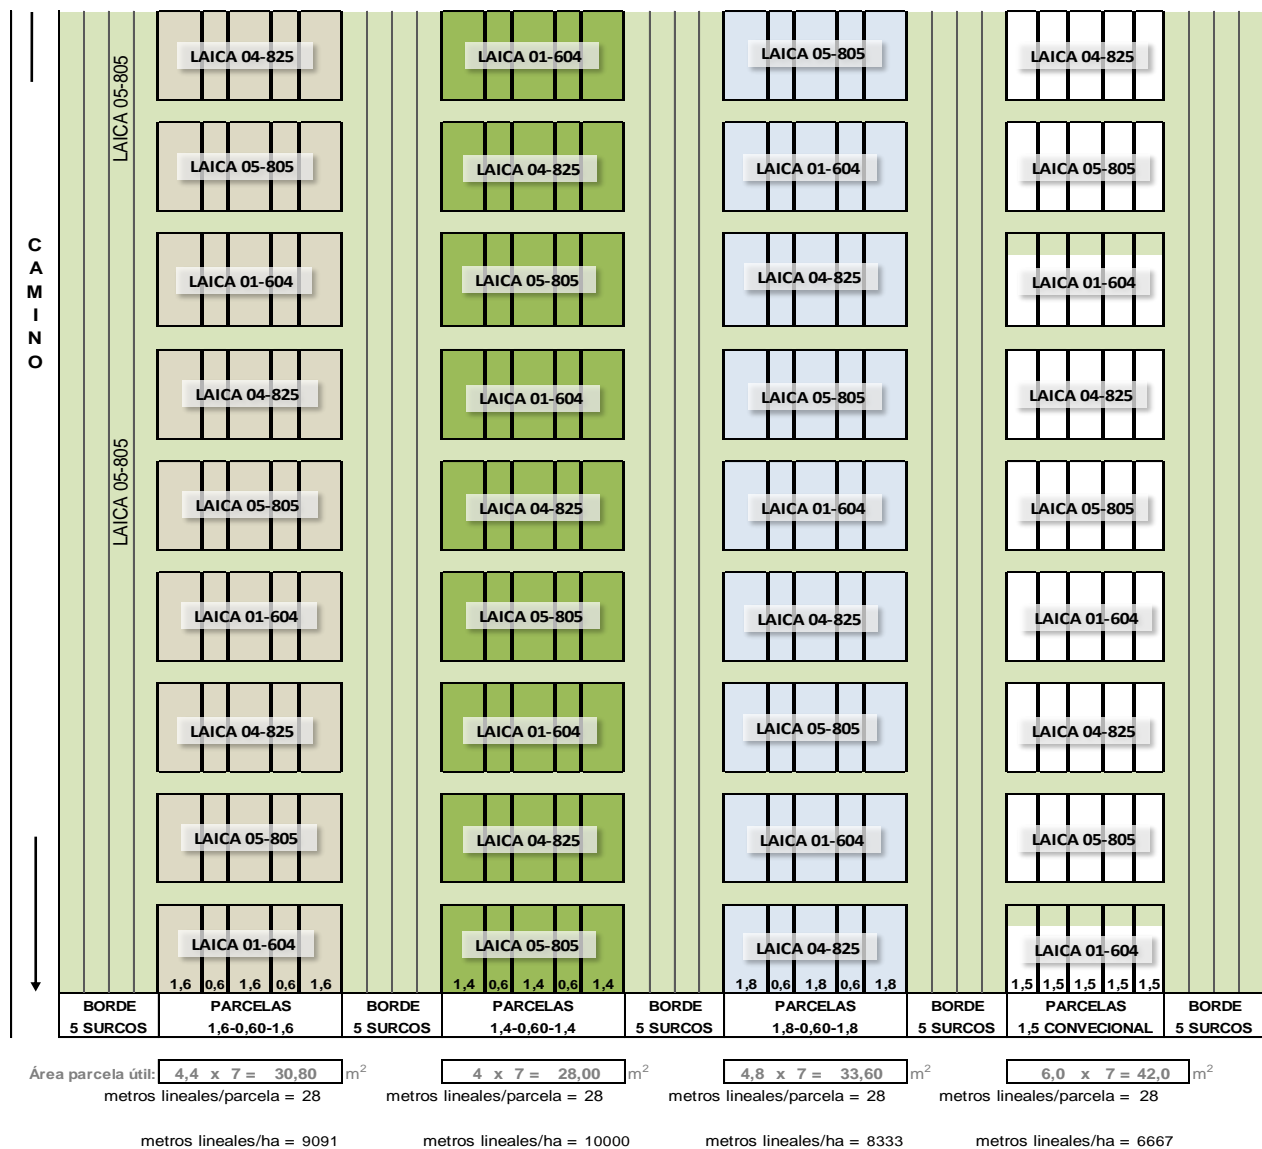 LAICA 04-825 LAICA 01-604 LAICA 05-805 LAICA 04-825
LAICA 05-805
LAICA 05-805 LAICA 04-825 LAICA 01-604 LAICA 05-805
CAMINO
LAICA 01-604 LAICA 05-805 LAICA 04-825 LAICA 01-604
LAICA 04-825 LAICA 01-604 LAICA 05-805 LAICA 04-825
LAICA 05-805
LAICA 05-805 LAICA 04-825 LAICA 01-604 LAICA 05-805
LAICA 01-604 LAICA 05-805 LAICA 04-825 LAICA 01-604
LAICA 04-825 LAICA 01-604 LAICA 05-805 LAICA 04-825
LAICA 05-805 LAICA 04-825 LAICA 01-604 LAICA 05-805
LAICA 01-604 LAICA 05-805 LAICA 04-825 LAICA 01-604
1,6 0,6 1,6 0,6 1,6 1,4 0,6 1,4 0,6 1,4 1,8 0,6 1,8 0,6 1,8 1,5 1,5 1,5 1,5 1,5
BORDE PARCELAS BORDE PARCELAS BORDE PARCELAS BORDE PARCELAS BORDE
5 SURCOS 1,6-0,60-1,6 5 SURCOS 1,4-0,60-1,4 5 SURCOS 1,8-0,60-1,8 5 SURCOS 1,5 CONVECIONAL 5 SURCOS
Área parcela útil: 4,4 x 7 = 30,80 m² 4 x 7 = 28,00 m² 4,8 x 7 = 33,60 m² 6,0 x 7 = 42,0 m²
metros lineales/parcela = 28 metros lineales/parcela = 28 metros lineales/parcela = 28 metros lineales/parcela = 28
metros lineales/ha = 9091 metros lineales/ha = 10000 metros lineales/ha = 8333 metros lineales/ha = 6667